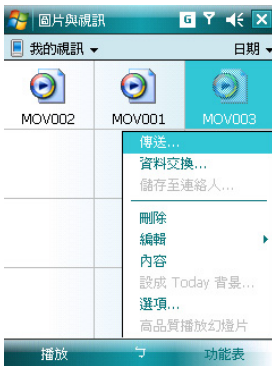 圖片與視訊
G
我的視訊
日期
MOV002
MOV001
MOV003
傳送...
資料交換...
儲存至連絡人...
刪除
編輯
內容
設成 Today 背景...
選項...
高品質播放幻燈片
播放
功能表